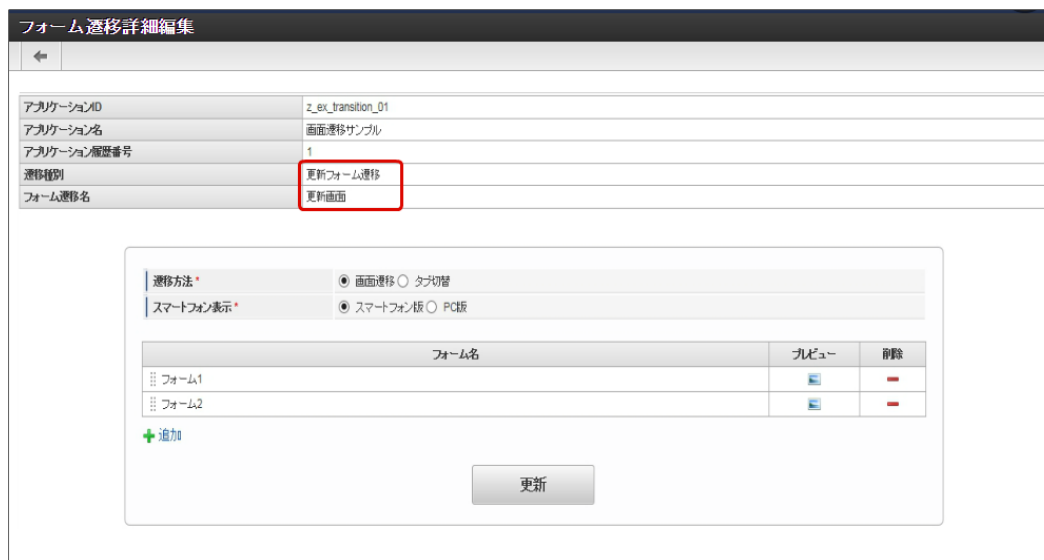 フォーム遷移詳細編集
アプリケーションID z_ex_transition_01
アプリケーション名 画面遷移サンプル
アプリケーション履歴番号 1
遷移種別 更新フォーム遷移
フォーム遷移名 更新画面
遷移方法* 画面遷移 タブ切替
スマートフォン表示* スマートフォン版 PC版
フォーム名 プレビュー 削除
フォーム1
フォーム2
追加
更新